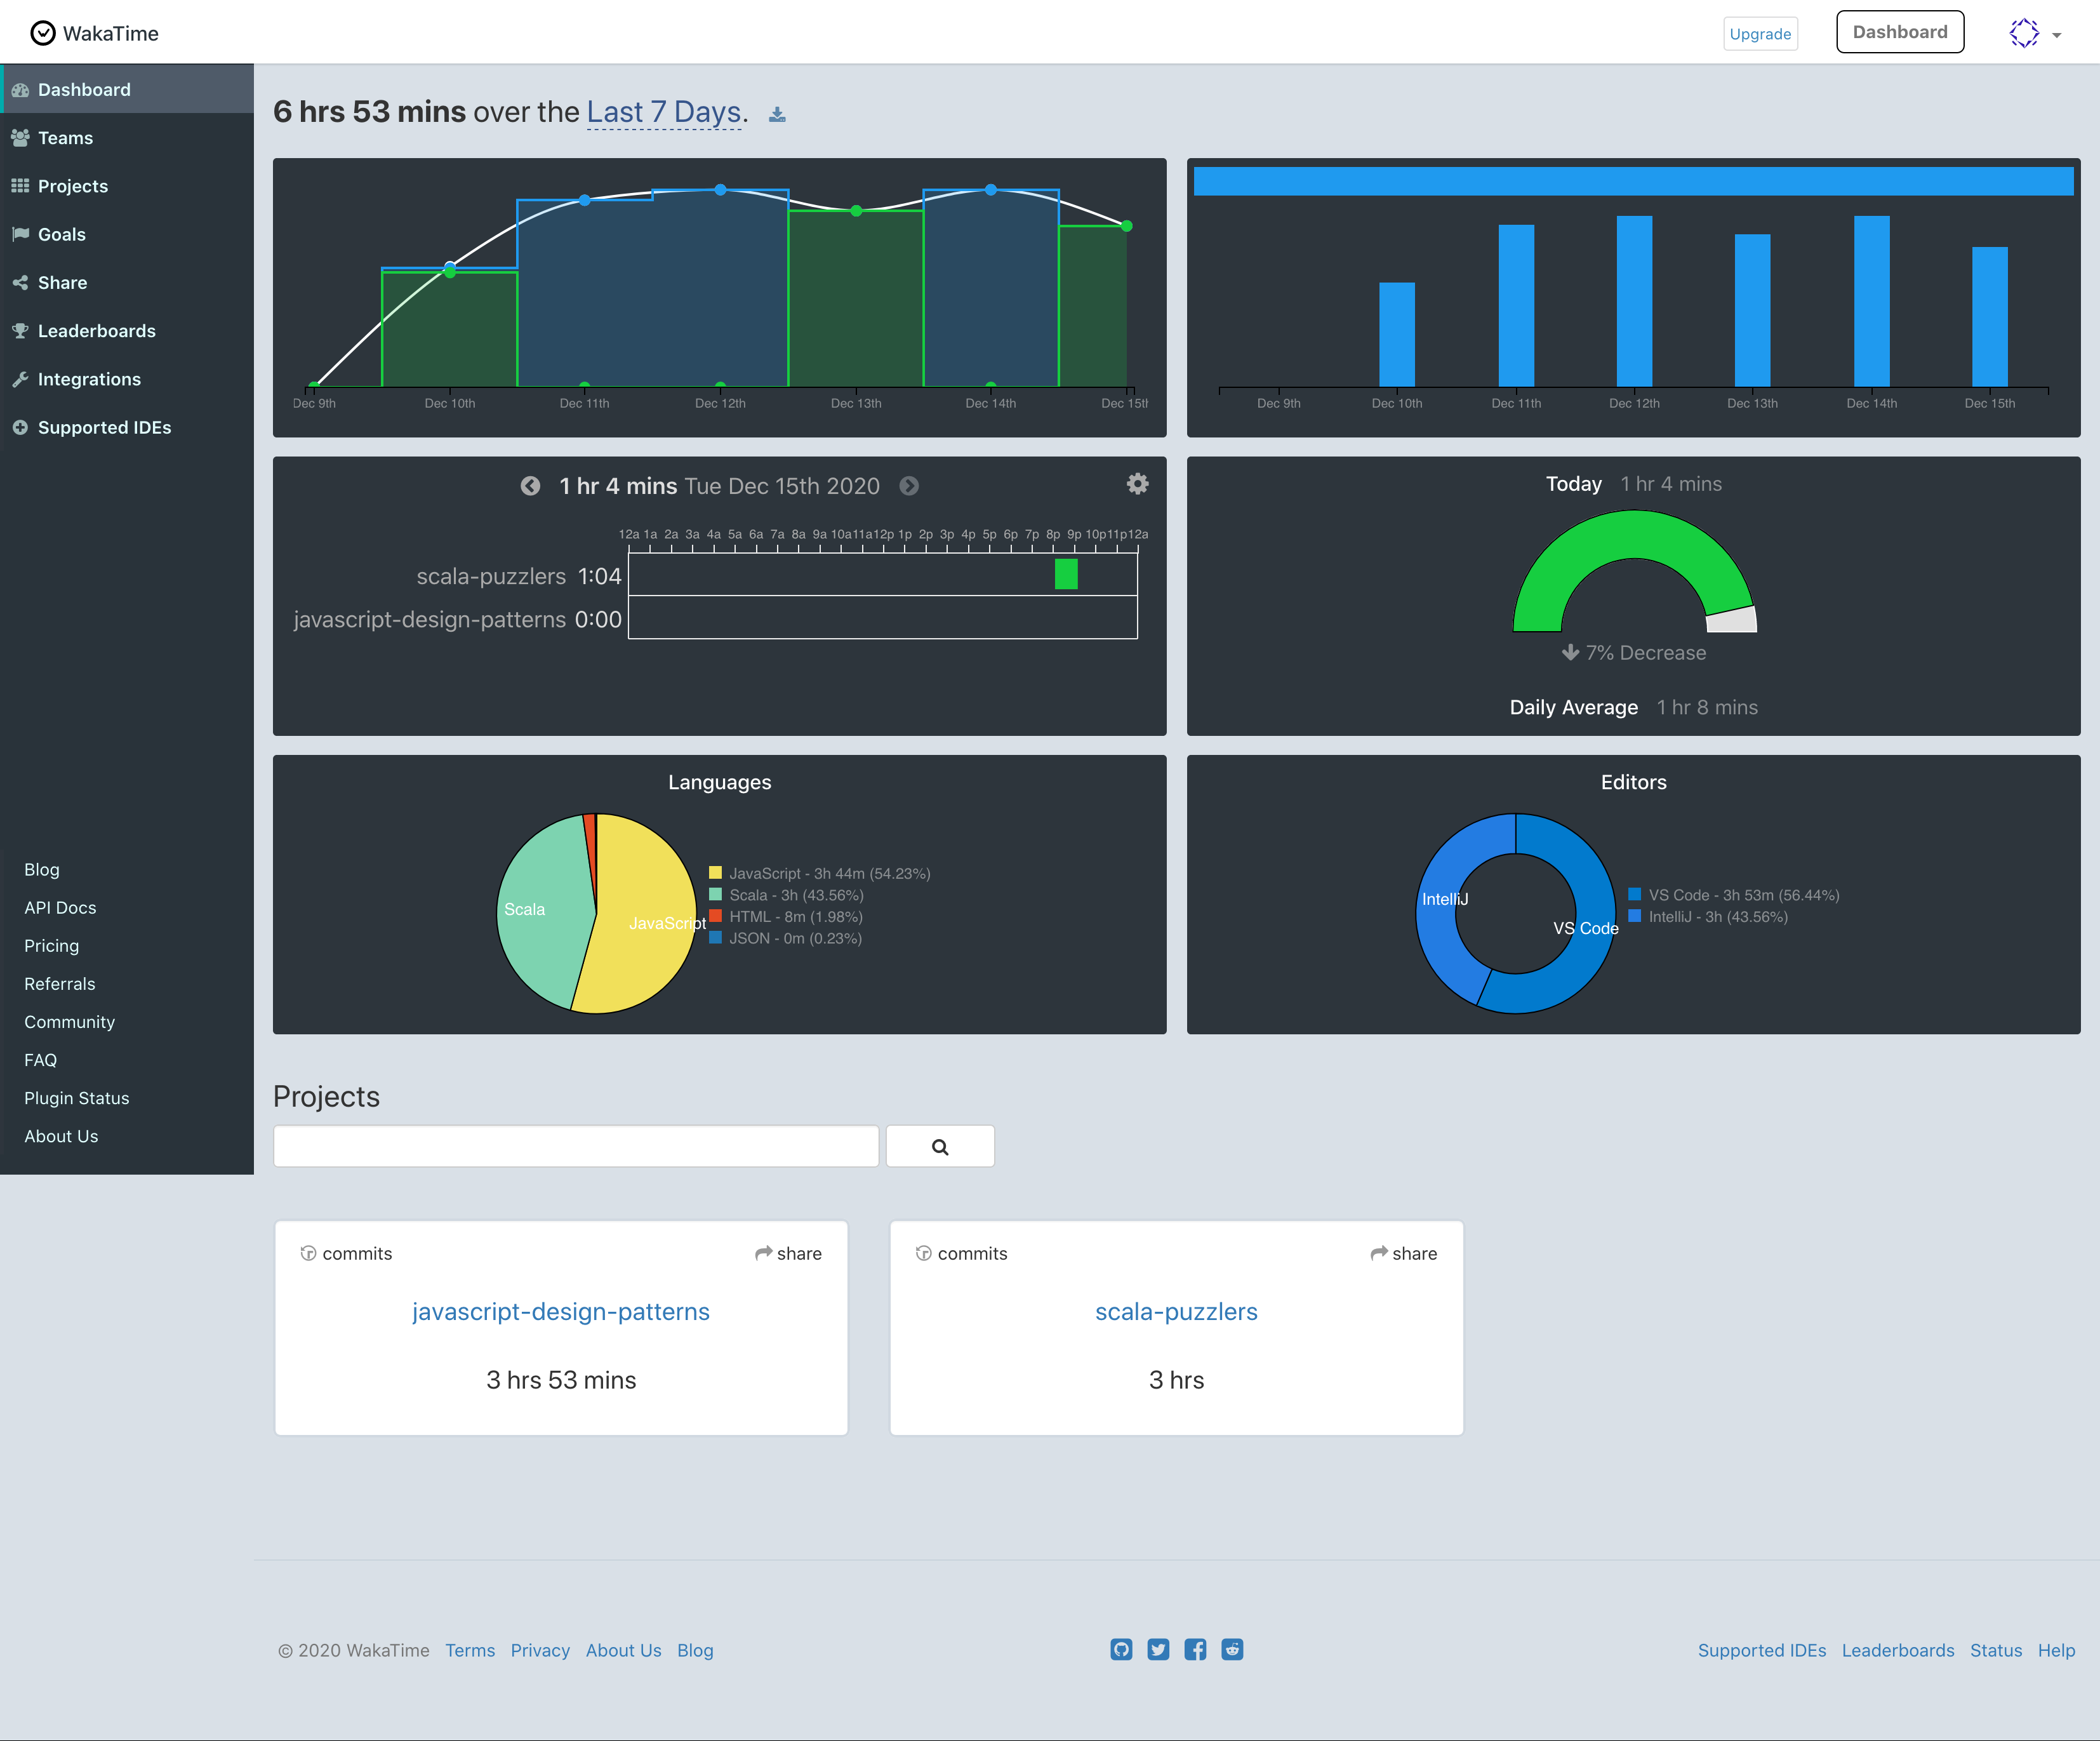 WakaTime
Upgrade
Dashboard
Dashboard
Teams
Projects
Goals
Share
Leaderboards
Integrations
Supported IDEs
Blog
API Docs
Pricing
Referrals
Community
FAQ
Plugin Status
About Us
6 hrs 53 mins over the Last 7 Days.
Dec 9th Dec 10th Dec 11th Dec 12th Dec 13th Dec 14th Dec 15th
Dec 9th Dec 10th Dec 11th Dec 12th Dec 13th Dec 14th Dec 15th
1 hr 4 mins Tue Dec 15th 2020
12a 1a 2a 3a 4a 5a 6a 7a 8a 9a 10a 11a 12p 1p 2p 3p 4p 5p 6p 7p 8p 9p 10p 11p 12a
scala-puzzlers 1:04
javascript-design-patterns 0:00
Today 1 hr 4 mins
7% Decrease
Daily Average 1 hr 8 mins
Languages
Scala
JavaScript
JavaScript - 3h 44m (54.23%)
Scala - 3h (43.56%)
HTML - 8m (1.98%)
JSON - 0m (0.23%)
Editors
IntelliJ
VS Code
VS Code - 3h 53m (56.44%)
IntelliJ - 3h (43.56%)
Projects
commits share
javascript-design-patterns
3 hrs 53 mins
commits share
scala-puzzlers
3 hrs
© 2020 WakaTime Terms Privacy About Us Blog
Supported IDEs Leaderboards Status Help